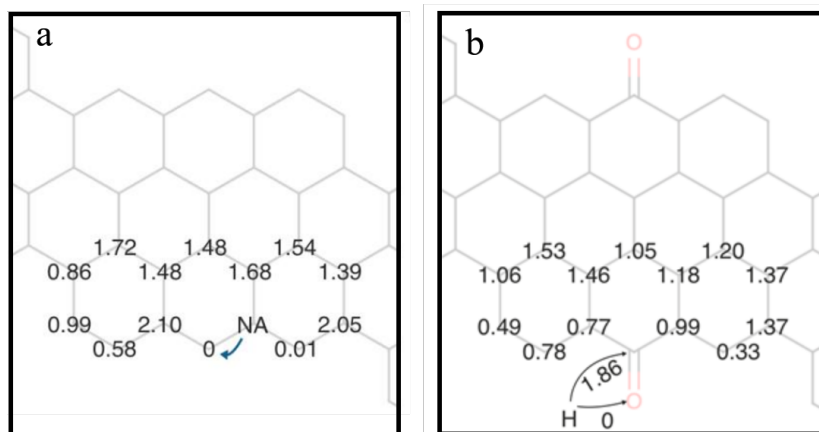 a
1.72 1.48 1.54
0.86 1.48 1.68 1.39
0.99 2.10 NA 2.05
0.58 0 0.01
b
O
1.53 1.05 1.20
1.06 1.46 1.18 1.37
0.49 0.77 0.99 1.37
0.78 0.33
1.86
O
H 0